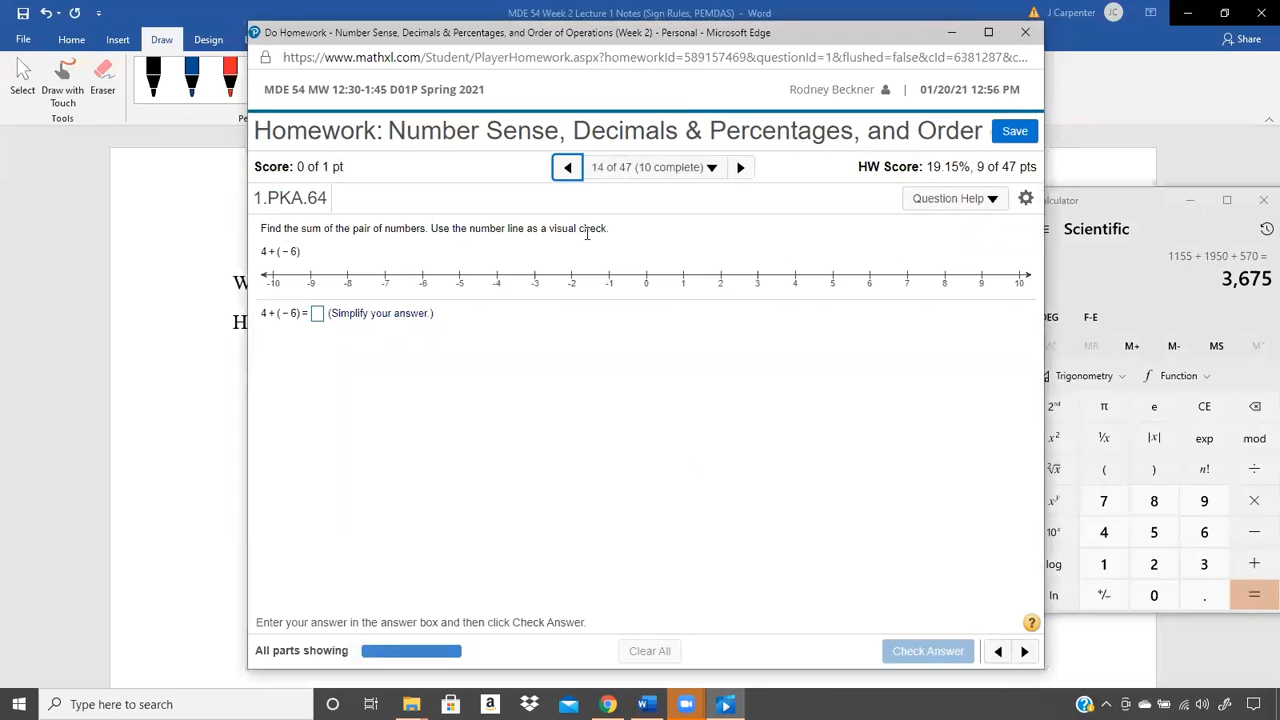 MDE 54 Week 2 Lecture 1 Notes (Sign Rules, PEMDAS) - Word
J Carpenter JC
File Home Insert Draw Design
Share
Select
Draw with Touch
Eraser
Tools
Do Homework - Number Sense, Decimals & Percentages, and Order of Operations (Week 2) - Personal - Microsoft Edge
https://www.mathxl.com/Student/PlayerHomework.aspx?homeworkId=589157469&questionId=1&flushed=false&cId=6381287&c...
MDE 54 MW 12:30-1:45 D01P Spring 2021
Rodney Beckner | 01/20/21 12:56 PM
Homework: Number Sense, Decimals & Percentages, and Order
Save
Score: 0 of 1 pt
14 of 47 (10 complete)
HW Score: 19.15%, 9 of 47 pts
1.PKA.64
Question Help
Find the sum of the pair of numbers. Use the number line as a visual check.
4 + ( − 6)
-10 -9 -8 -7 -6 -5 -4 -3 -2 -1 0 1 2 3 4 5 6 7 8 9 10
4 + ( − 6) = (Simplify your answer.)
W
H
Enter your answer in the answer box and then click Check Answer.
?
All parts showing
Clear All
Check Answer
Scientific
1155 + 1950 + 570 =
3,675
DEG F-E
MC MR M+ M- MS
Trigonometry Function
2nd π e CE
x² ⅟x |x| exp mod
²√x ( ) n! ÷
xʸ 7 8 9 ×
10ˣ 4 5 6 −
log 1 2 3 +
ln +/− 0 . =
Type here to search